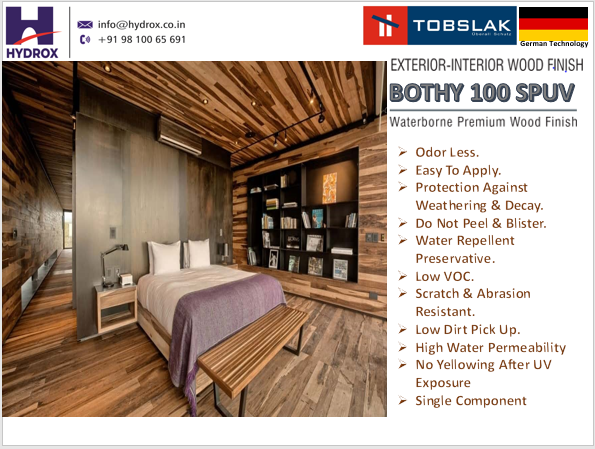 HYDROX
info@hydrox.co.in
+91 98 100 65 691
TOBSLAK
Überall Schutz
German Technology
EXTERIOR-INTERIOR WOOD FINISH
BOTHY 100 SPUV
Waterborne Premium Wood Finish
Odor Less.
Easy To Apply.
Protection Against
Weathering & Decay.
Do Not Peel & Blister.
Water Repellent
Preservative.
Low VOC.
Scratch & Abrasion
Resistant.
Low Dirt Pick Up.
High Water Permeability
No Yellowing After UV
Exposure
Single Component